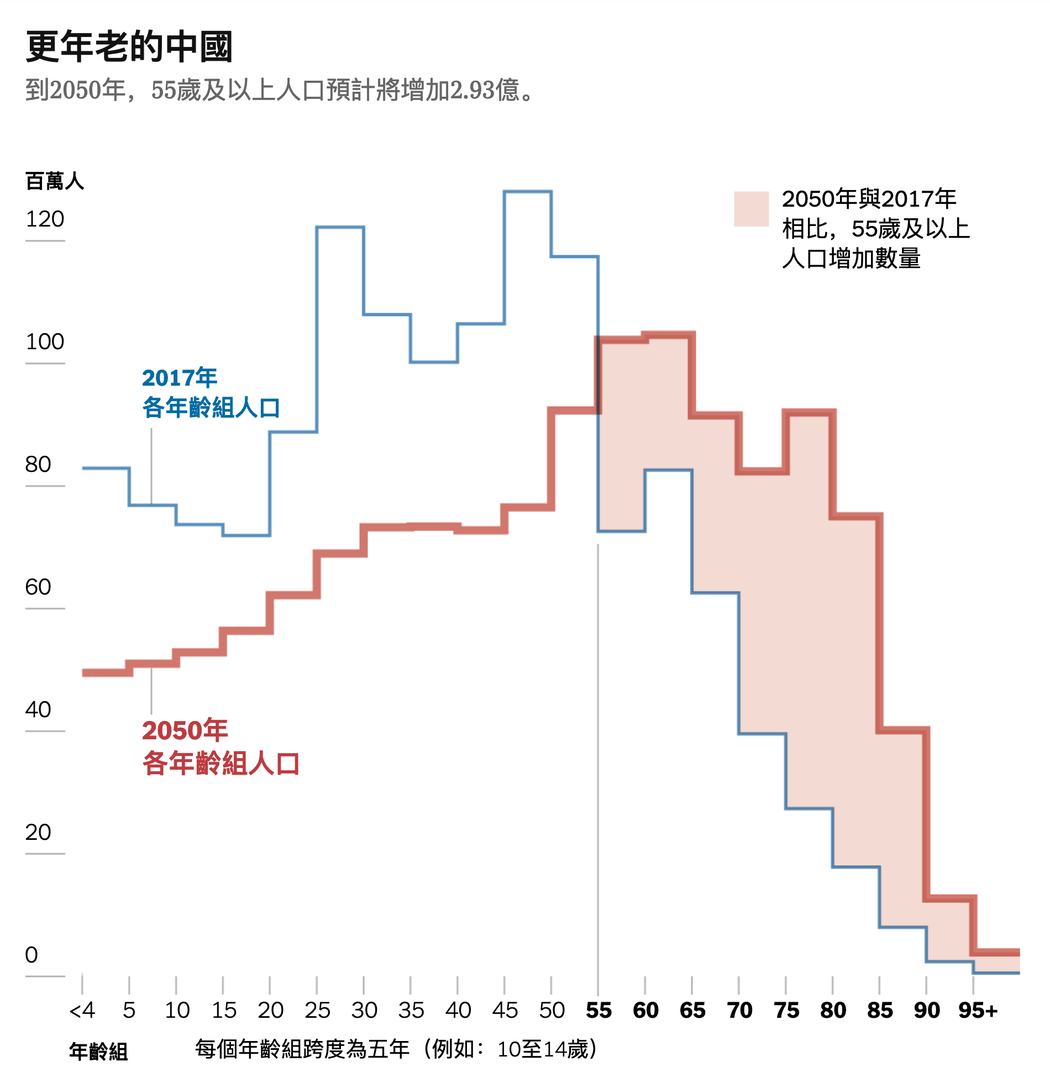 更年老的中國
到2050年，55歲及以上人口預計將增加2.93億。
百萬人
120
100
80
60
40
20
0
2050年與2017年
相比，55歲及以上
人口增加數量
2017年
各年齡組人口
2050年
各年齡組人口
<4 5 10 15 20 25 30 35 40 45 50 55 60 65 70 75 80 85 90 95+
年齡組
每個年齡組跨度為五年（例如：10至14歲）